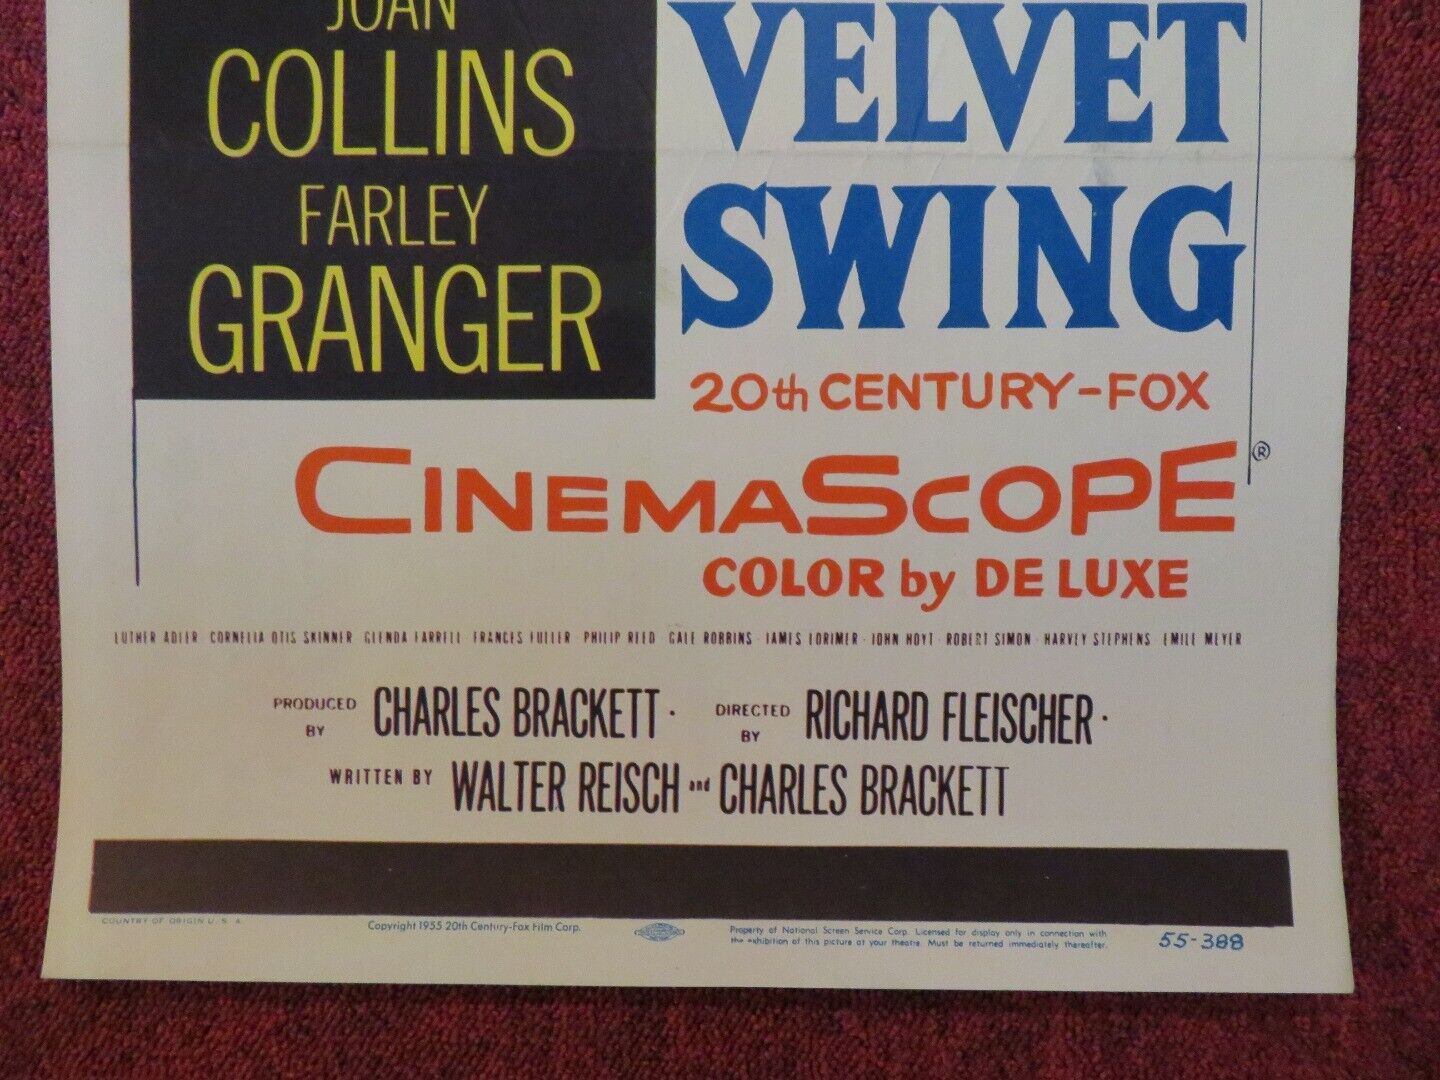 JOAN
COLLINS
FARLEY
GRANGER
VELVET
SWING
20th CENTURY-FOX
CINEMASCOPE ®
COLOR by DE LUXE
LUTHER ADLER · CORNELIA OTIS SKINNER · GLENDA FARRELL · FRANCES FULLER · PHILIP REED · GALE ROBBINS · JAMES LORIMER · JOHN HOYT · ROBERT SIMON · HARVEY STEPHENS · EMILE MEYER
PRODUCED BY CHARLES BRACKETT · DIRECTED BY RICHARD FLEISCHER ·
WRITTEN BY WALTER REISCH and CHARLES BRACKETT
COUNTRY OF ORIGIN U. S. A.
Copyright 1955 20th Century-Fox Film Corp.
Property of National Screen Service Corp. Licensed for display only in connection with
the exhibition of this picture at your theatre. Must be returned immediately thereafter.
55-388